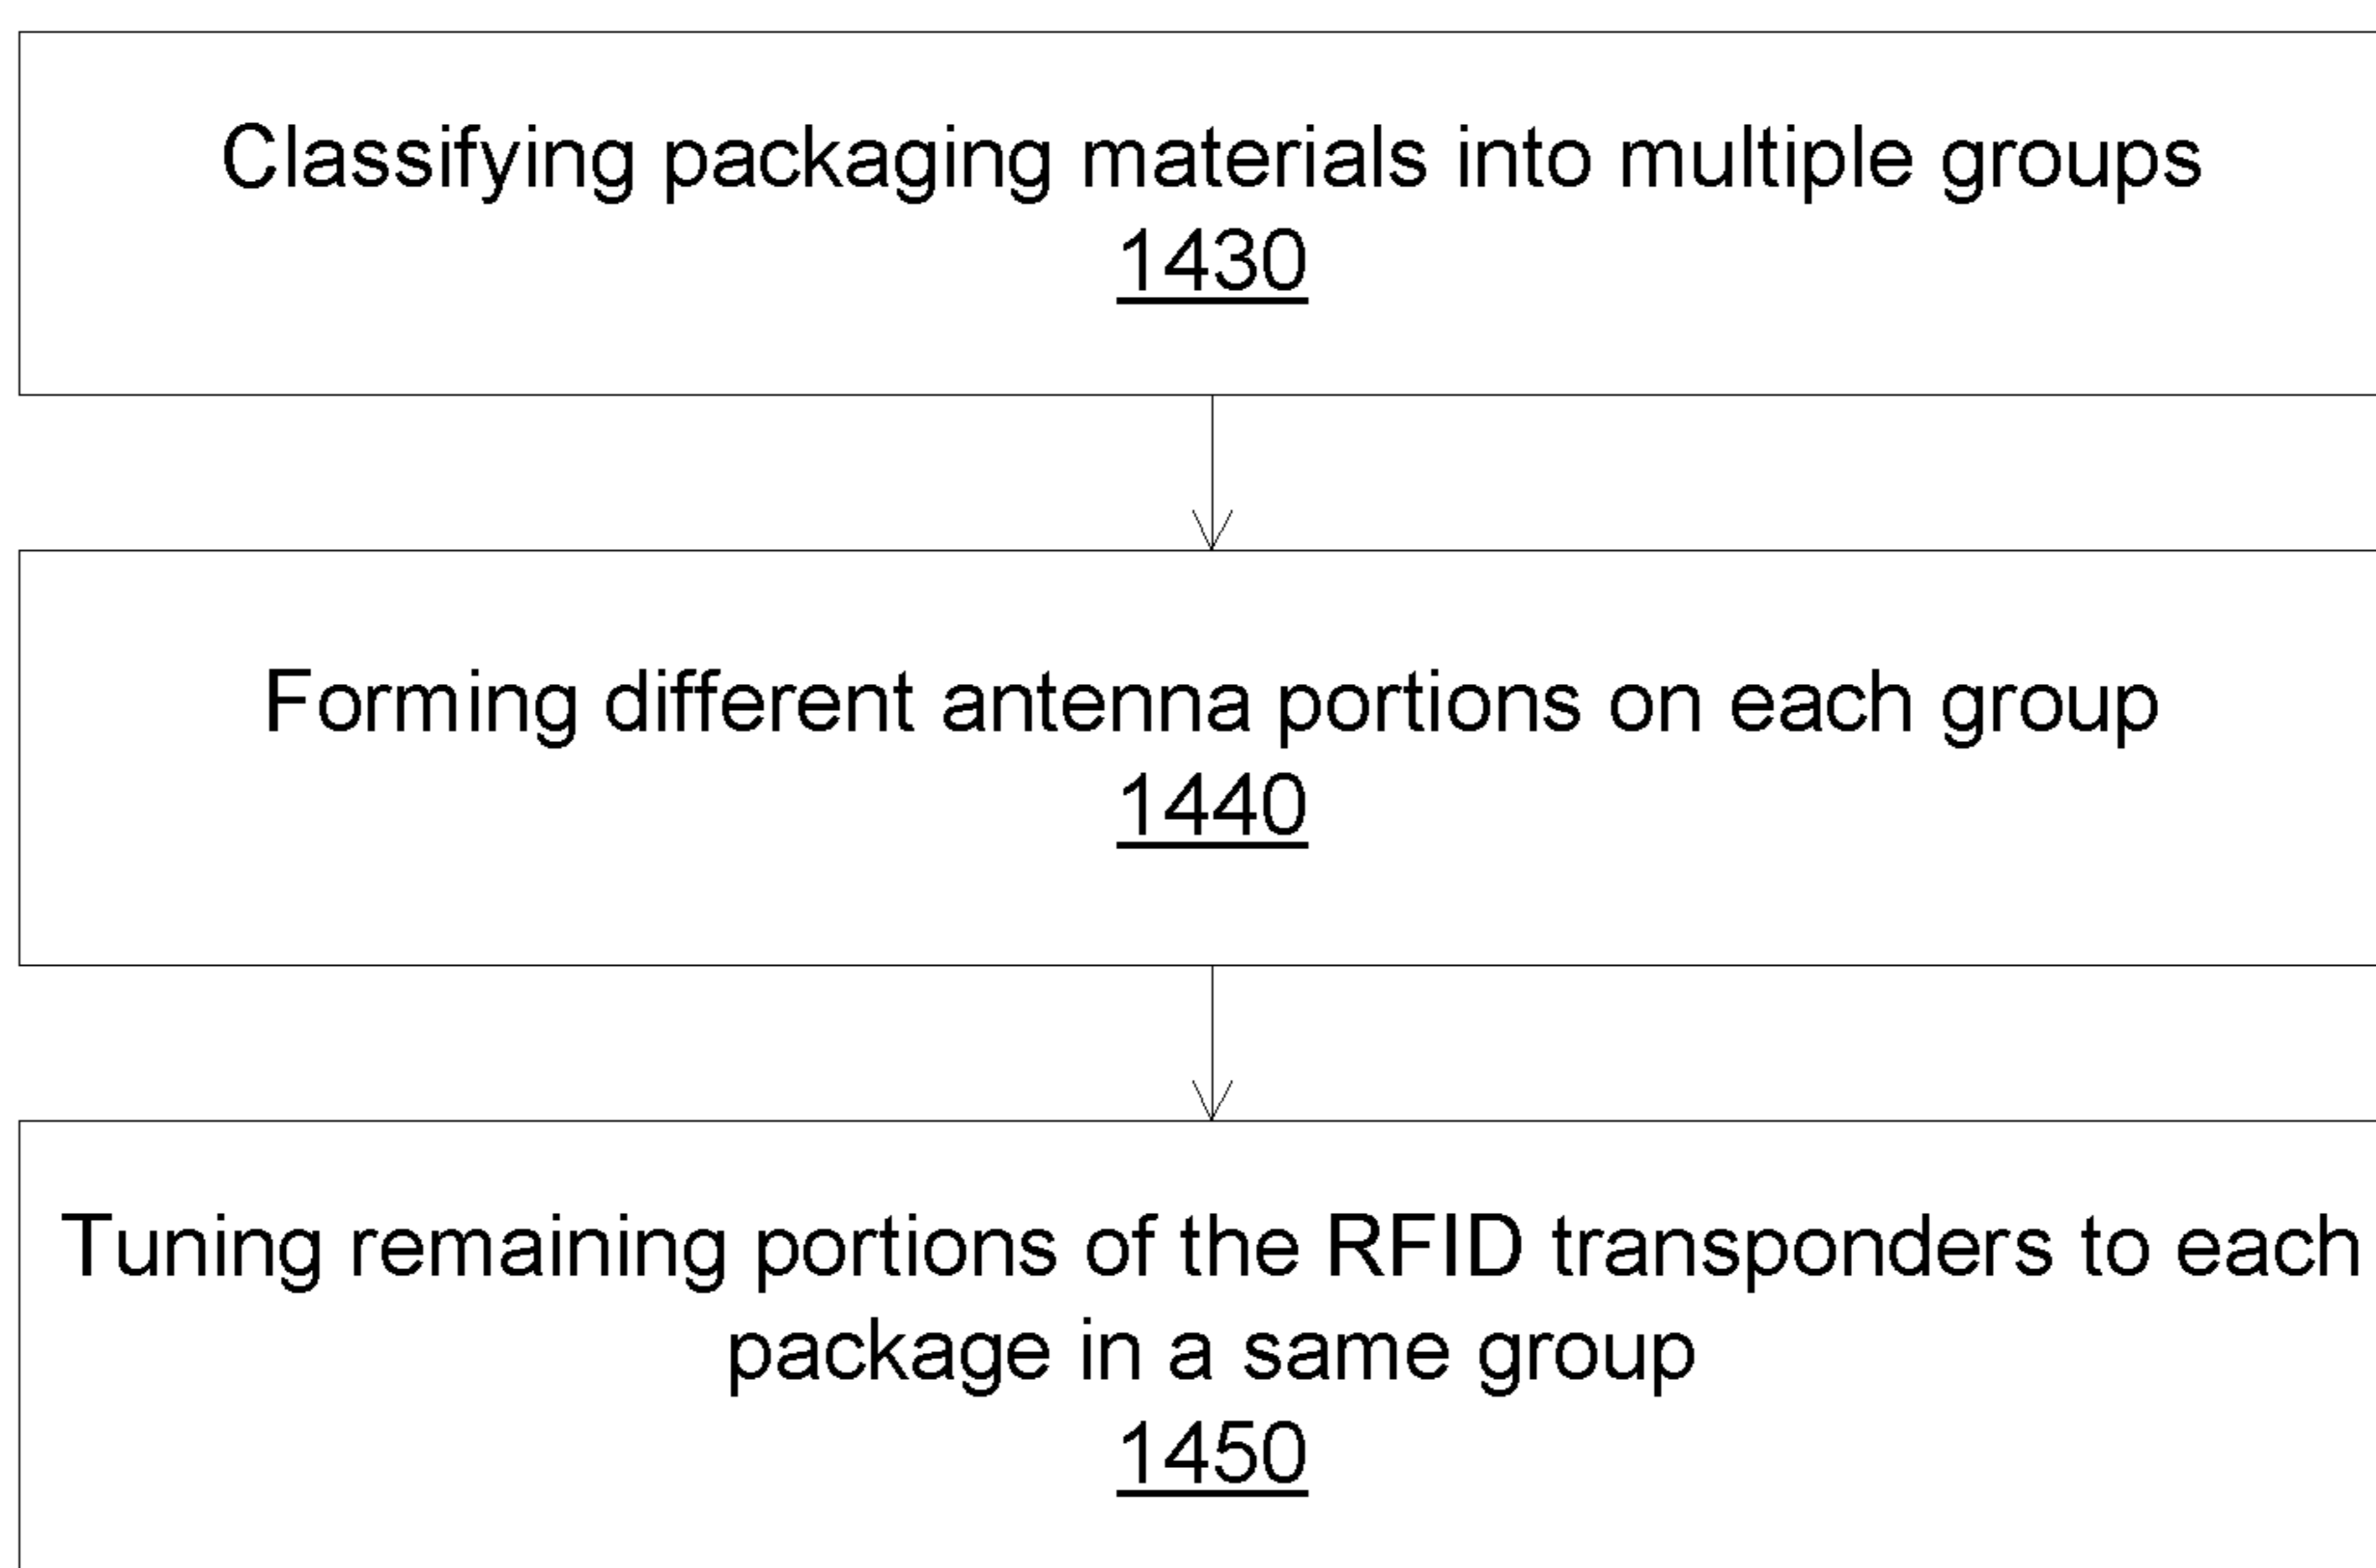 Classifying packaging materials into multiple groups
1430
Forming different antenna portions on each group
1440
Tuning remaining portions of the RFID transponders to each
package in a same group
1450